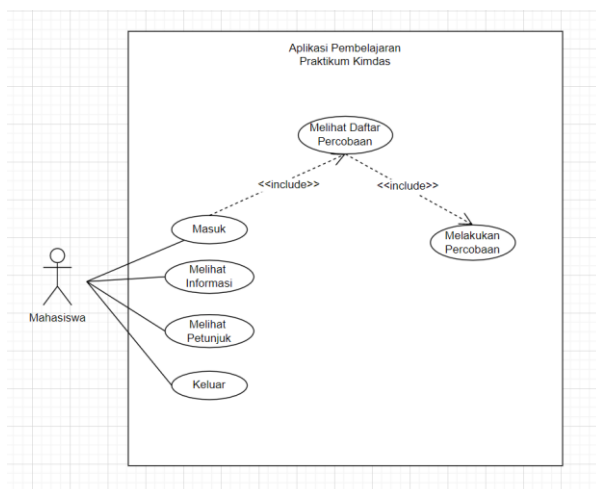 Aplikasi Pembelajaran
Praktikum Kimdas
Melihat Daftar
Percobaan
<<include>>
<<include>>
Masuk
Melakukan
Percobaan
Melihat
Informasi
Mahasiswa
Melihat
Petunjuk
Keluar